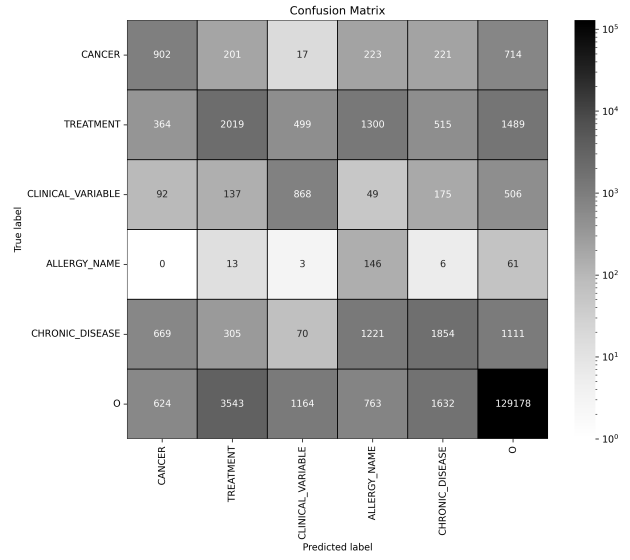 Confusion Matrix
CANCER 902 201 17 223 221 714
TREATMENT 364 2019 499 1300 515 1489
CLINICAL_VARIABLE 92 137 868 49 175 506
ALLERGY_NAME 0 13 3 146 6 61
CHRONIC_DISEASE 669 305 70 1221 1854 1111
O 624 3543 1164 763 1632 129178
True label
CANCER
TREATMENT
CLINICAL_VARIABLE
ALLERGY_NAME
CHRONIC_DISEASE
O
Predicted label
10⁵
10⁴
10³
10²
10¹
10⁰